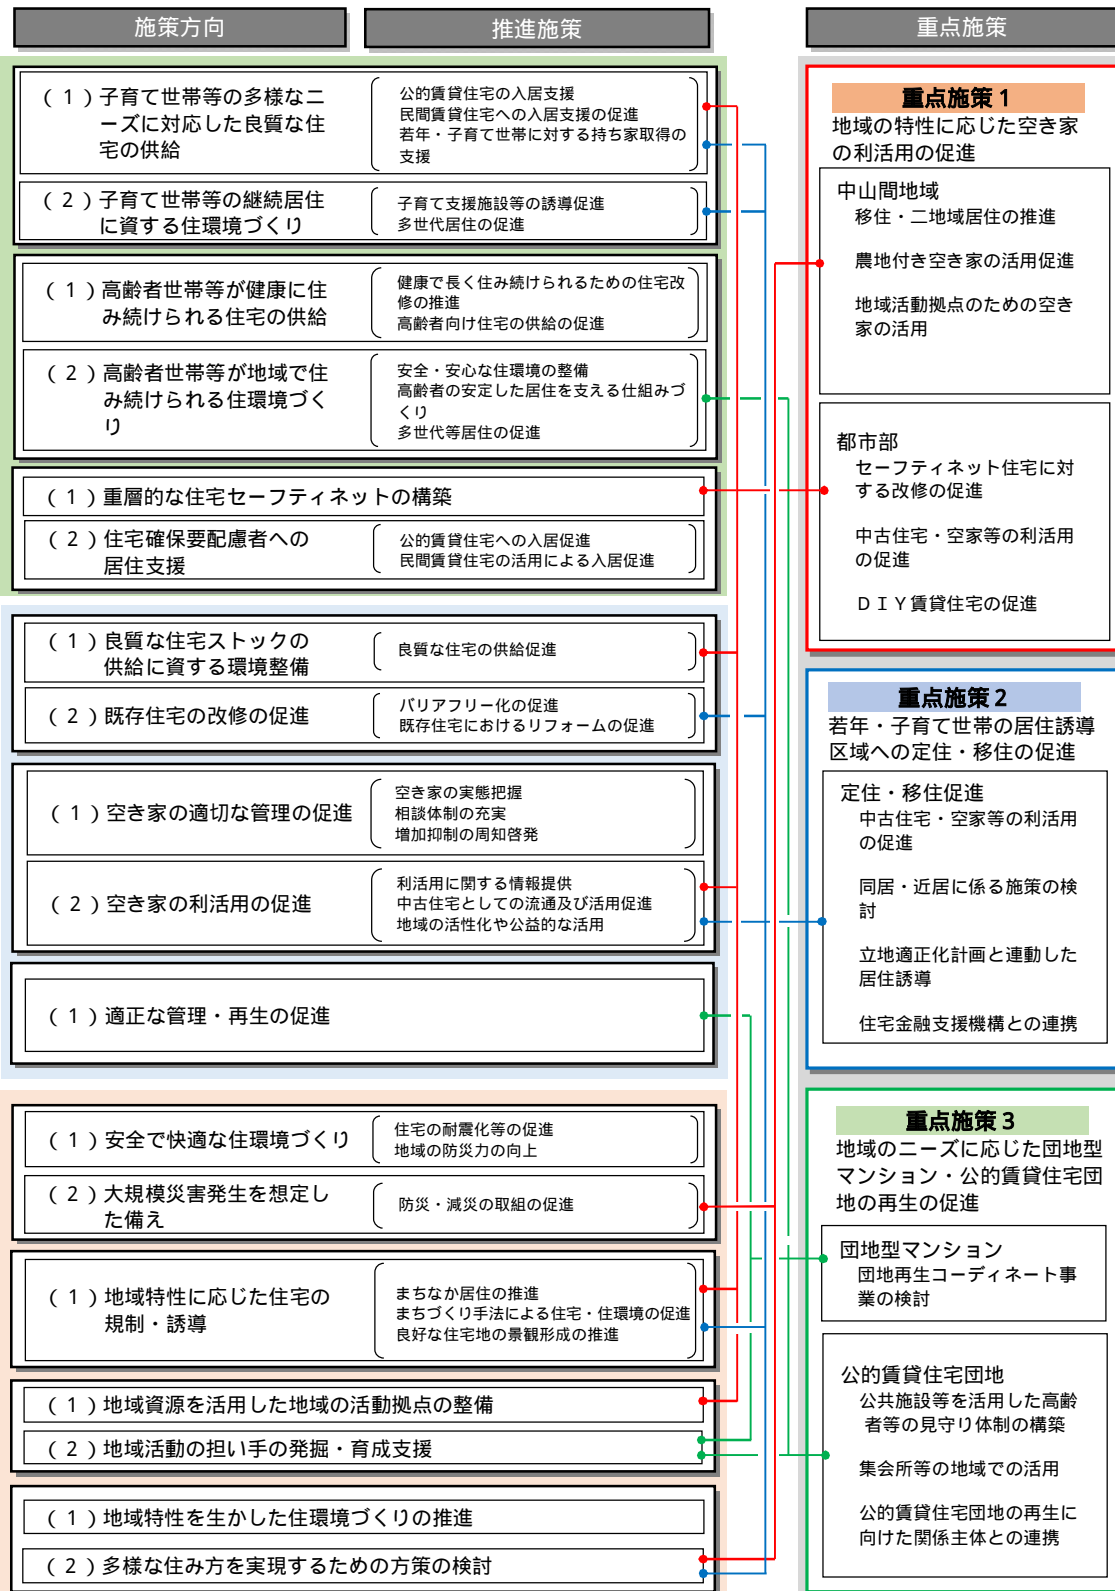 施策方向
推進施策
重点施策
(1)子育て世帯等の多様なニ
ーズに対応した良質な住
宅の供給
公的賃貸住宅の入居支援
民間賃貸住宅への入居支援の促進
若年・子育て世帯に対する持ち家取得の
支援
(2)子育て世帯等の継続居住
に資する住環境づくり
子育て支援施設等の誘導促進
多世代居住の促進
(1)高齢者世帯等が健康に住
み続けられる住宅の供給
健康で長く住み続けられるための住宅改
修の推進
高齢者向け住宅の供給の促進
(2)高齢者世帯等が地域で住
み続けられる住環境づく
り
安全・安心な住環境の整備
高齢者の安定した居住を支える仕組みづ
くり
多世代等居住の促進
(1)重層的な住宅セーフティネットの構築
(2)住宅確保要配慮者への
居住支援
公的賃貸住宅への入居促進
民間賃貸住宅の活用による入居促進
(1)良質な住宅ストックの
供給に資する環境整備
良質な住宅の供給促進
(2)既存住宅の改修の促進
バリアフリー化の促進
既存住宅におけるリフォームの促進
(1)空き家の適切な管理の促進
空き家の実態把握
相談体制の充実
増加抑制の周知啓発
(2)空き家の利活用の促進
利活用に関する情報提供
中古住宅としての流通及び活用促進
地域の活性化や公益的な活用
(1)適正な管理・再生の促進
(1)安全で快適な住環境づくり
住宅の耐震化等の促進
地域の防災力の向上
(2)大規模災害発生を想定し
た備え
防災・減災の取組の促進
(1)地域特性に応じた住宅の
規制・誘導
まちなか居住の推進
まちづくり手法による住宅・住環境の促進
良好な住宅地の景観形成の推進
(1)地域資源を活用した地域の活動拠点の整備
(2)地域活動の担い手の発掘・育成支援
(1)地域特性を生かした住環境づくりの推進
(2)多様な住み方を実現するための方策の検討
重点施策1
地域の特性に応じた空き家
の利活用の促進
中山間地域
移住・二地域居住の推進
農地付き空き家の活用促進
地域活動拠点のための空き
家の活用
都市部
セーフティネット住宅に対
する改修の促進
中古住宅・空家等の利活用
の促進
DIY賃貸住宅の促進
重点施策2
若年・子育て世帯の居住誘導
区域への定住・移住の促進
定住・移住促進
中古住宅・空家等の利活用
の促進
同居・近居に係る施策の検
討
立地適正化計画と連動した
居住誘導
住宅金融支援機構との連携
重点施策3
地域のニーズに応じた団地型
マンション・公的賃貸住宅団
地の再生の促進
団地型マンション
団地再生コーディネート事
業の検討
公的賃貸住宅団地
公共施設等を活用した高齢
者等の見守り体制の構築
集会所等の地域での活用
公的賃貸住宅団地の再生に
向けた関係主体との連携